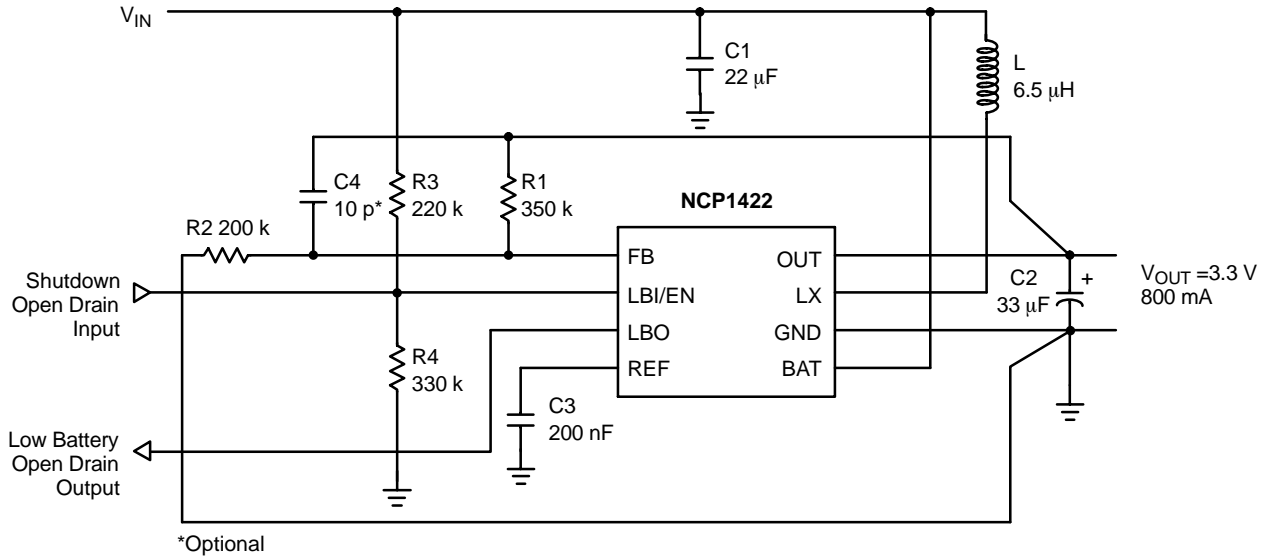 VIN
C1
22 μF
L
6.5 μH
C4
10 p*
R3
220 k
R1
350 k
NCP1422
R2 200 k
FB
OUT
Shutdown
Open Drain
Input
LBI/EN
LX
C2
33 μF
+
VOUT =3.3 V
800 mA
LBO
GND
R4
330 k
REF
BAT
C3
200 nF
Low Battery
Open Drain
Output
*Optional